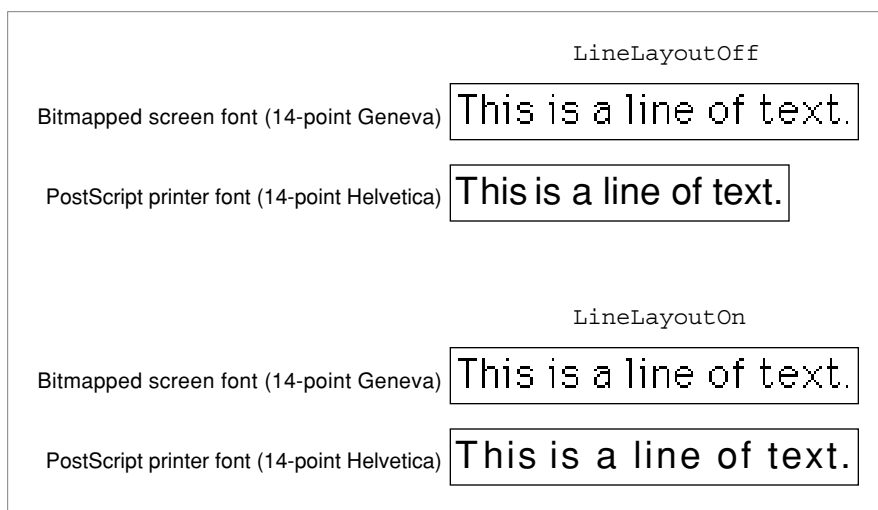 LineLayoutOff
Bitmapped screen font (14-point Geneva) This is a line of text.
PostScript printer font (14-point Helvetica) This is a line of text.
LineLayoutOn
Bitmapped screen font (14-point Geneva) This is a line of text.
PostScript printer font (14-point Helvetica) This is a line of text.